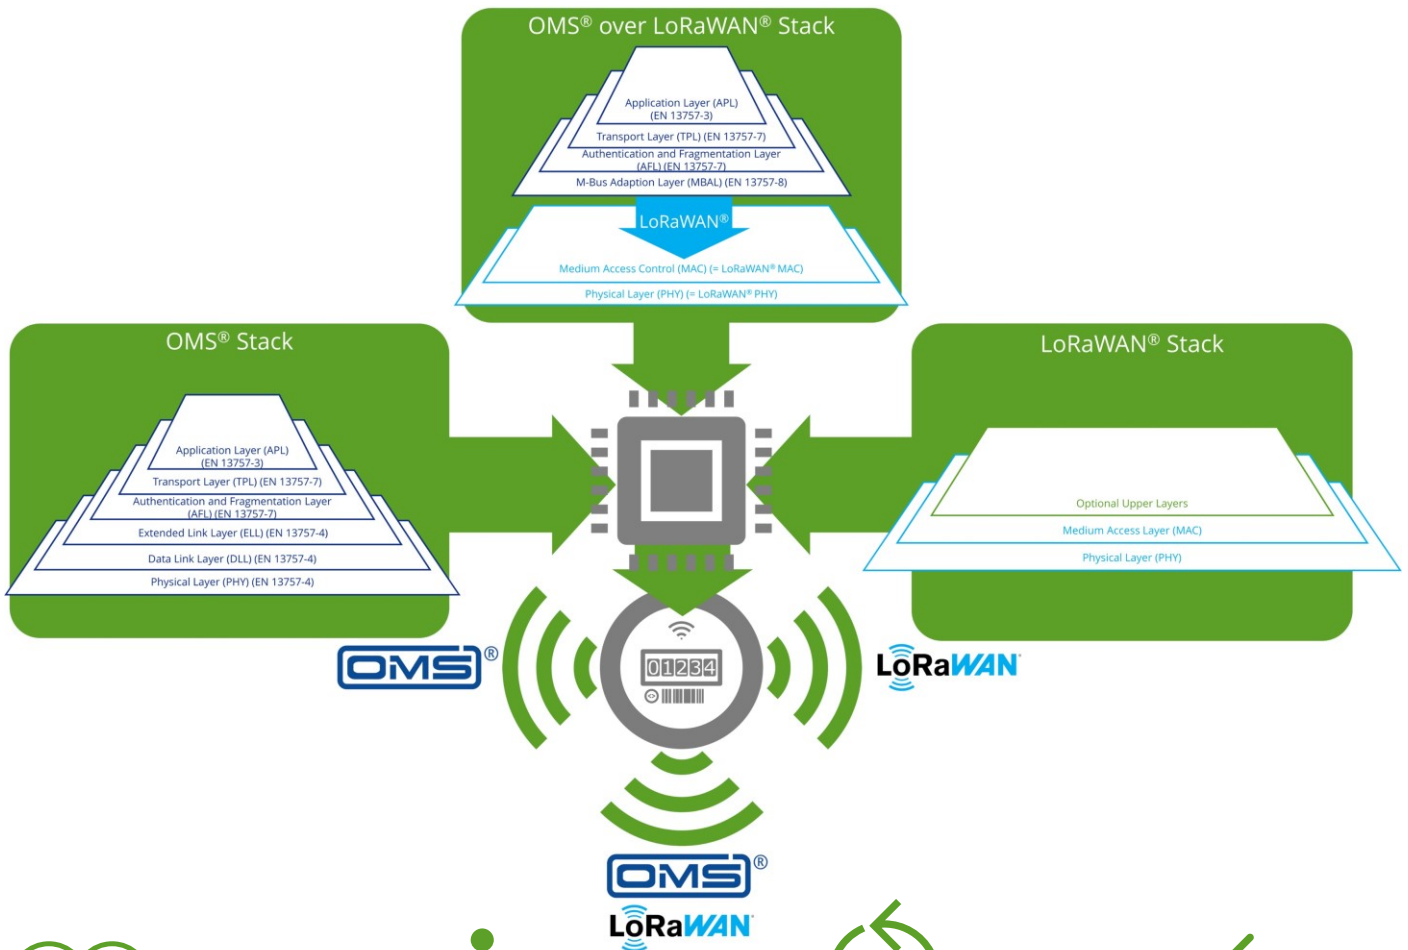 OMS® over LoRaWAN® Stack
Application Layer (APL)
(EN 13757-3)
Transport Layer (TPL) (EN 13757-7)
Authentication and Fragmentation Layer
(AFL) (EN 13757-7)
M-Bus Adaption Layer (MBAL) (EN 13757-8)
LoRaWAN®
Medium Access Control (MAC) (= LoRaWAN® MAC)
Physical Layer (PHY) (= LoRaWAN® PHY)
OMS® Stack
Application Layer (APL)
(EN 13757-3)
Transport Layer (TPL) (EN 13757-7)
Authentication and Fragmentation Layer
(AFL) (EN 13757-7)
Extended Link Layer (ELL) (EN 13757-4)
Data Link Layer (DLL) (EN 13757-4)
Physical Layer (PHY) (EN 13757-4)
LoRaWAN® Stack
Optional Upper Layers
Medium Access Layer (MAC)
Physical Layer (PHY)
OMS®
01234
LoRaWAN
OMS®
LoRaWAN